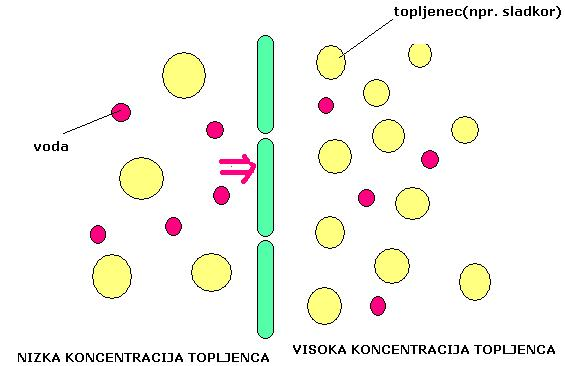 topljenec(npr. sladkor)
voda
NIZKA KONCENTRACIJA TOPLJENCA
VISOKA KONCENTRACIJA TOPLJENCA